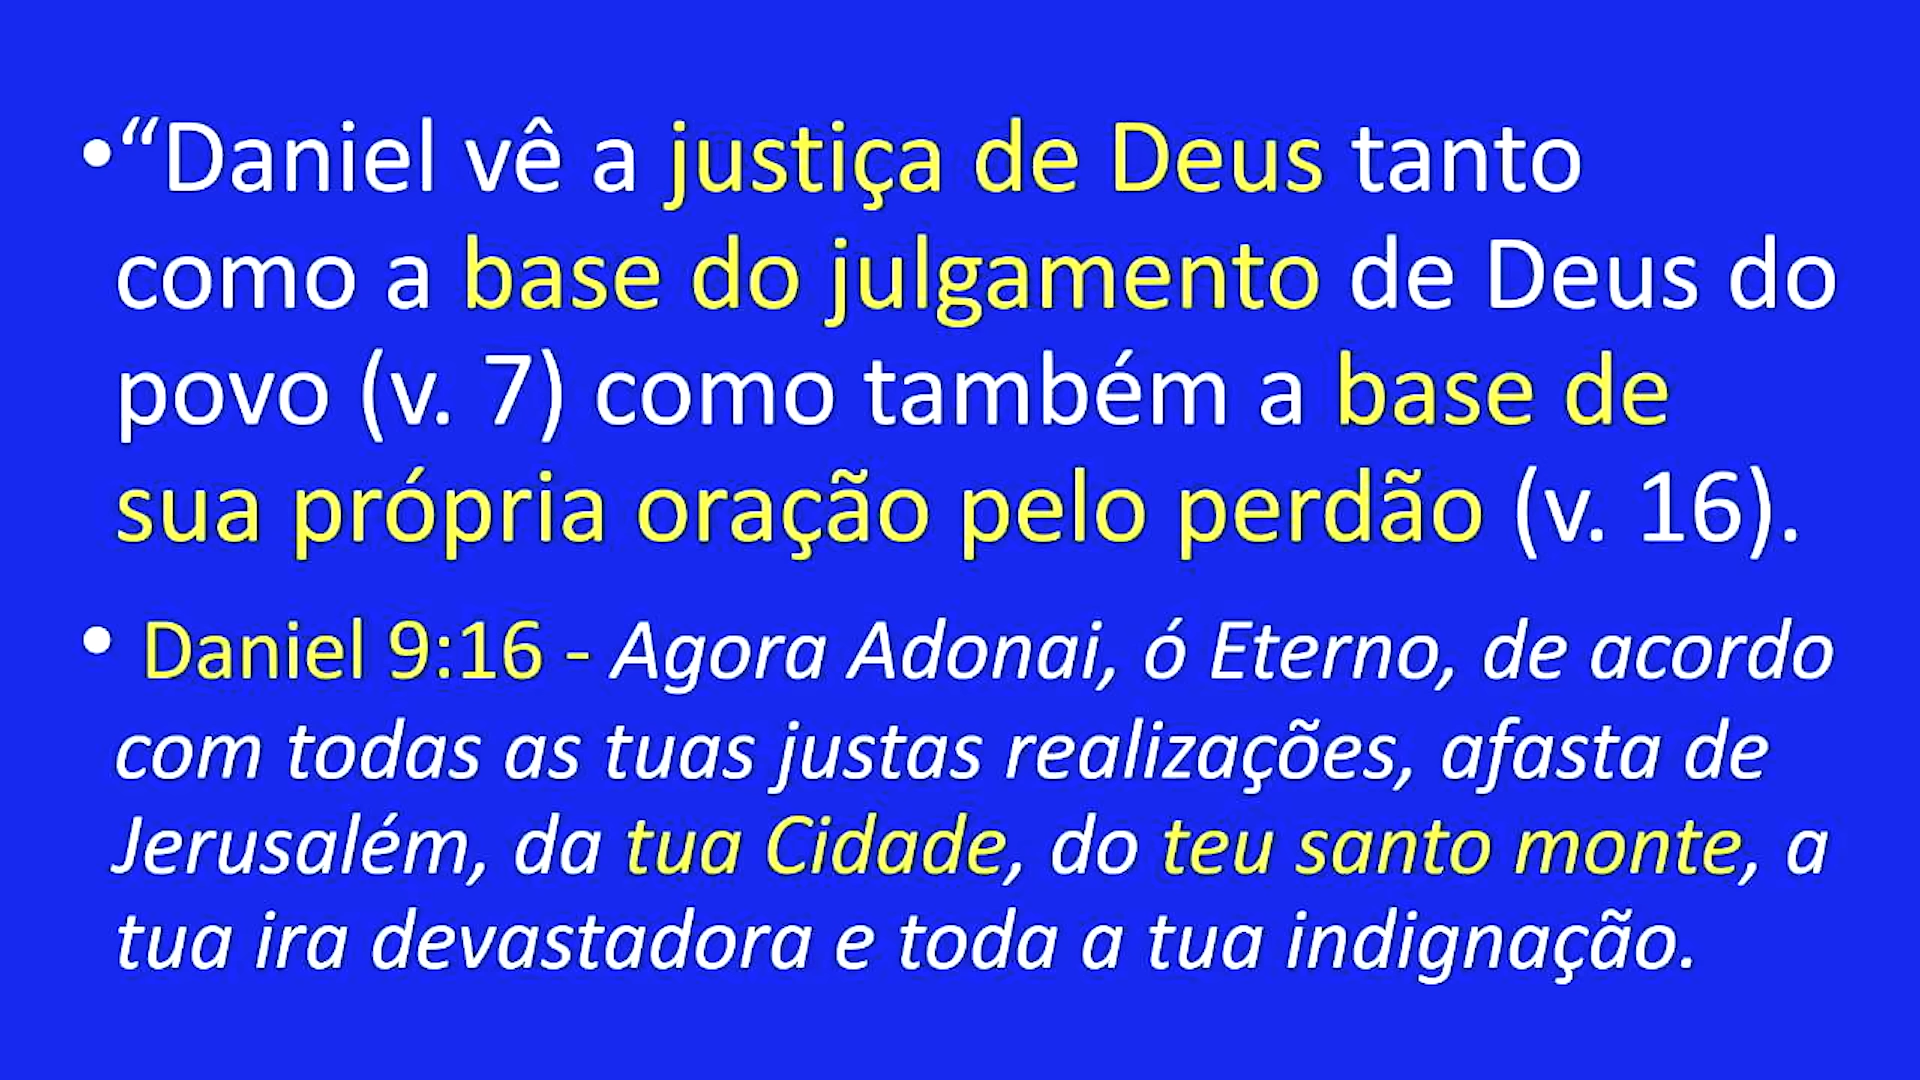 •“Daniel vê a justiça de Deus tanto
como a base do julgamento de Deus do
povo (v. 7) como também a base de
sua própria oração pelo perdão (v. 16).
• Daniel 9:16 - Agora Adonai, ó Eterno, de acordo
com todas as tuas justas realizações, afasta de
Jerusalém, da tua Cidade, do teu santo monte, a
tua ira devastadora e toda a tua indignação.